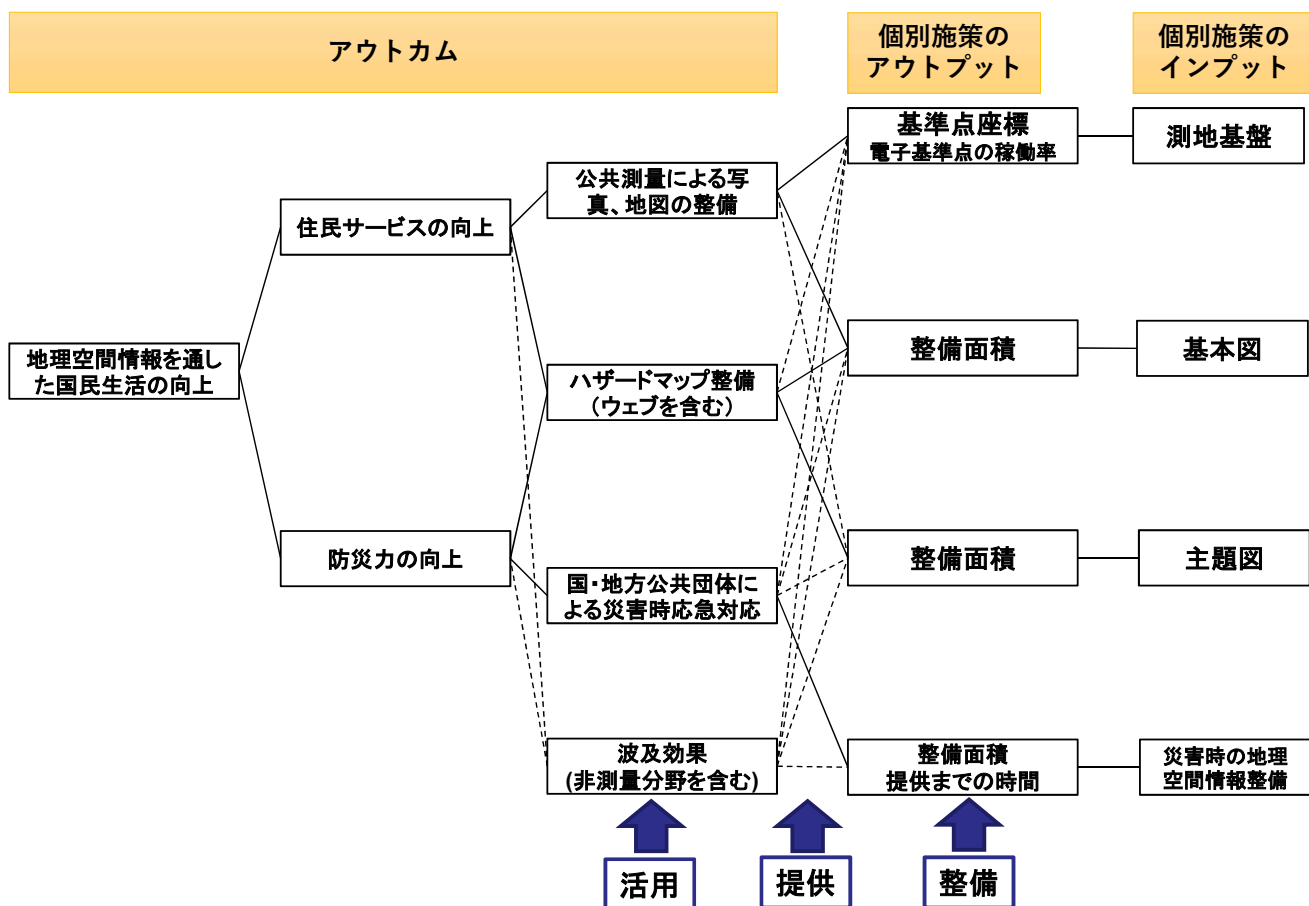 アウトカム
個別施策の
アウトプット
個別施策の
インプット
基準点座標
電子基準点の稼働率
測地基盤
公共測量による写
真、地図の整備
住民サービスの向上
地理空間情報を通し
た国民生活の向上
ハザードマップ整備
（ウェブを含む）
整備面積
基本図
防災力の向上
国・地方公共団体に
よる災害時応急対応
整備面積
主題図
波及効果
(非測量分野を含む)
整備面積
提供までの時間
災害時の地理
空間情報整備
活用
提供
整備